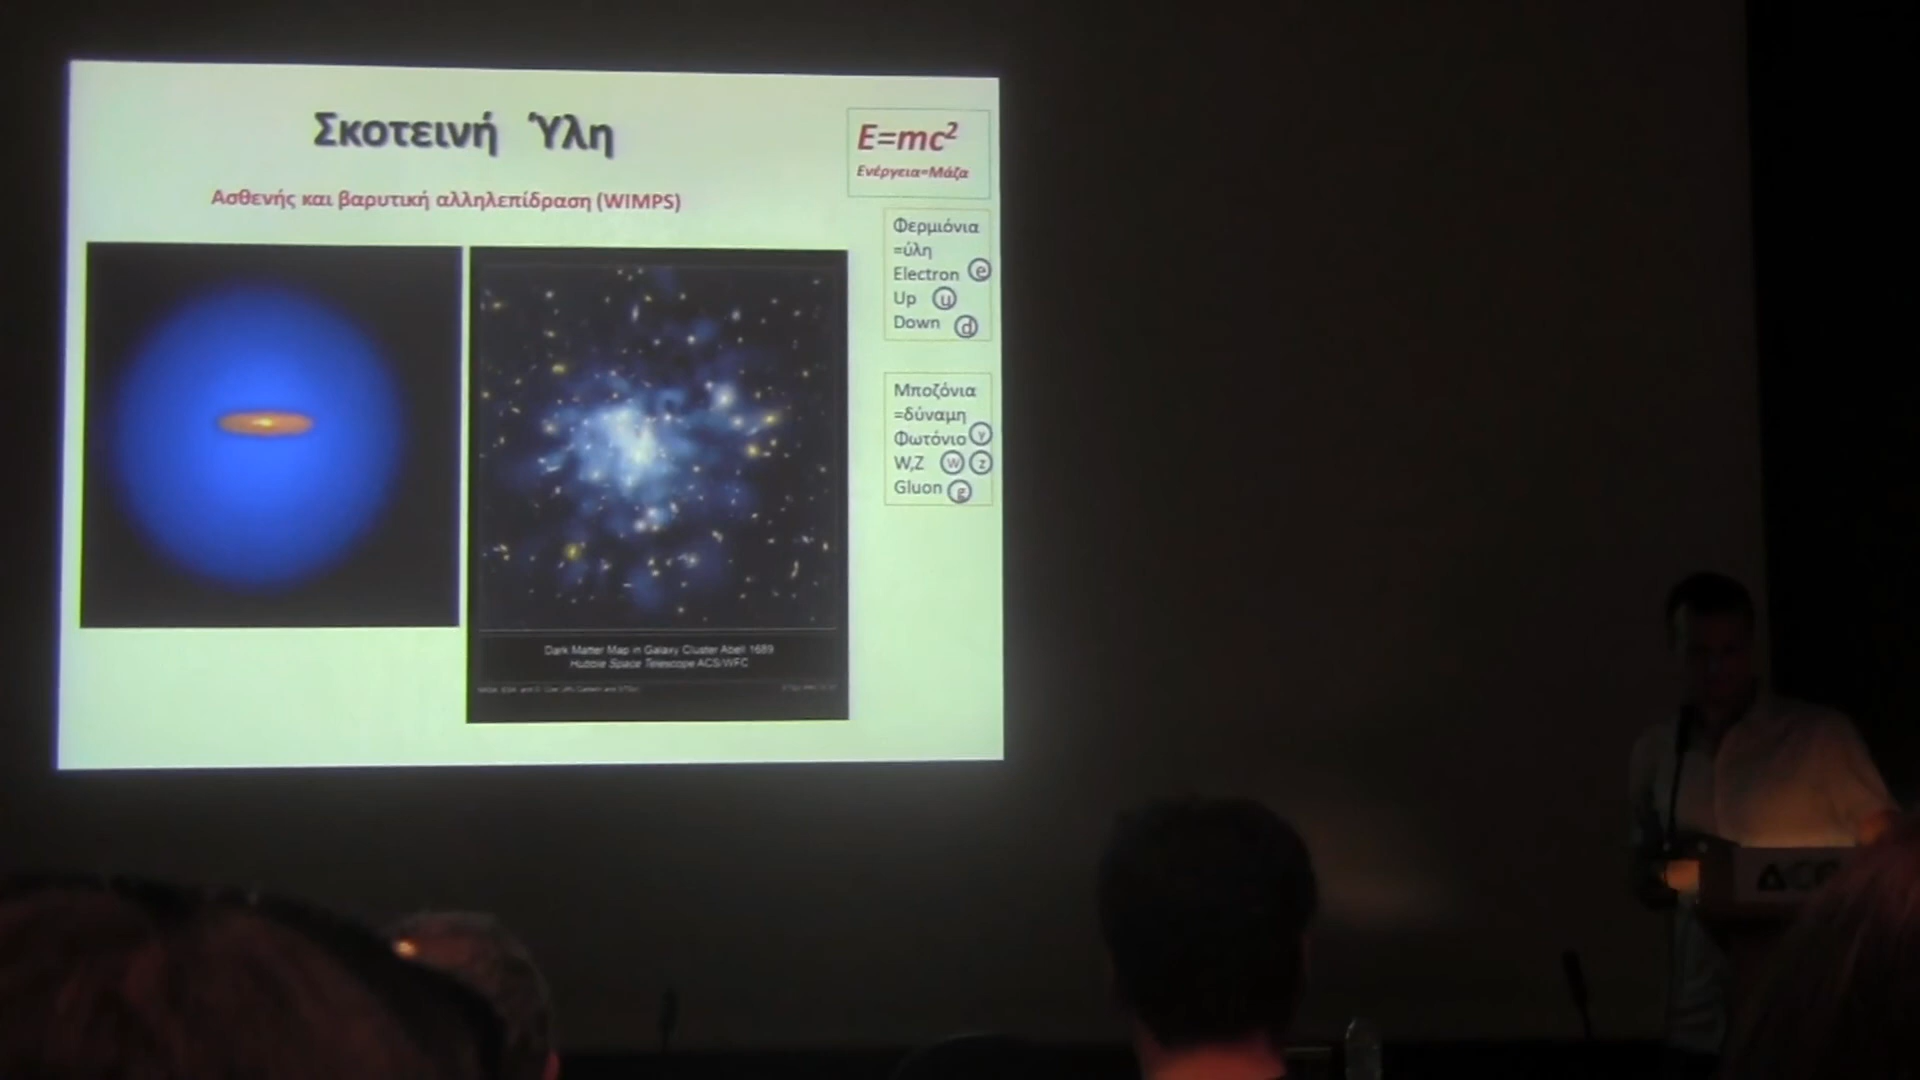 Σκοτεινή Ύλη
Ασθενής και βαρυτική αλληλεπίδραση (WIMPS)
E=mc²
Ενέργεια=Μάζα
Φερμιόνια
=ύλη
Electron e
Up u
Down d
Μποζόνια
=δύναμη
Φωτόνιο γ
W,Z W Z
Gluon g
Dark Matter Map in Galaxy Cluster Abell 1689
Hubble Space Telescope ACS/WFC